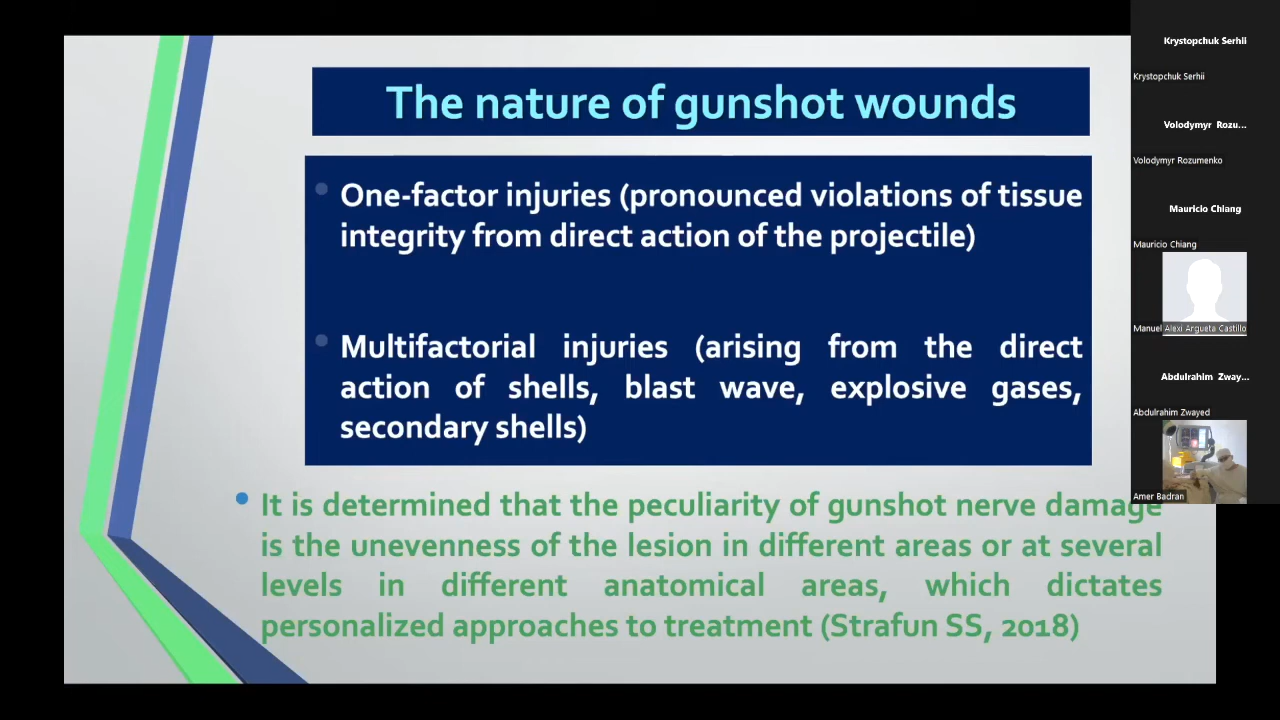 The nature of gunshot wounds
One-factor injuries (pronounced violations of tissue
integrity from direct action of the projectile)
Multifactorial injuries (arising from the direct
action of shells, blast wave, explosive gases,
secondary shells)
It is determined that the peculiarity of gunshot nerve damage
is the unevenness of the lesion in different areas or at several
levels in different anatomical areas, which dictates
personalized approaches to treatment (Strafun SS, 2018)
Krystopchuk Serhii
Krystopchuk Serhii
Volodymyr Rozu...
Volodymyr Rozumenko
Mauricio Chiang
Mauricio Chiang
Manuel Alexi Argueta Castillo
Abdulrahim Zway...
Abdulrahim Zwayed
Amer Badran